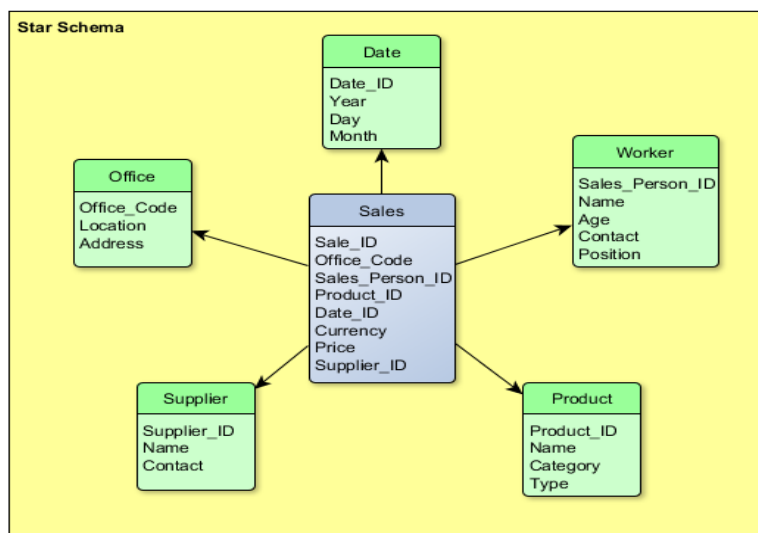 Star Schema
Date
Date_ID
Year
Day
Month
Office
Office_Code
Location
Address
Sales
Sale_ID
Office_Code
Sales_Person_ID
Product_ID
Date_ID
Currency
Price
Supplier_ID
Worker
Sales_Person_ID
Name
Age
Contact
Position
Supplier
Supplier_ID
Name
Contact
Product
Product_ID
Name
Category
Type